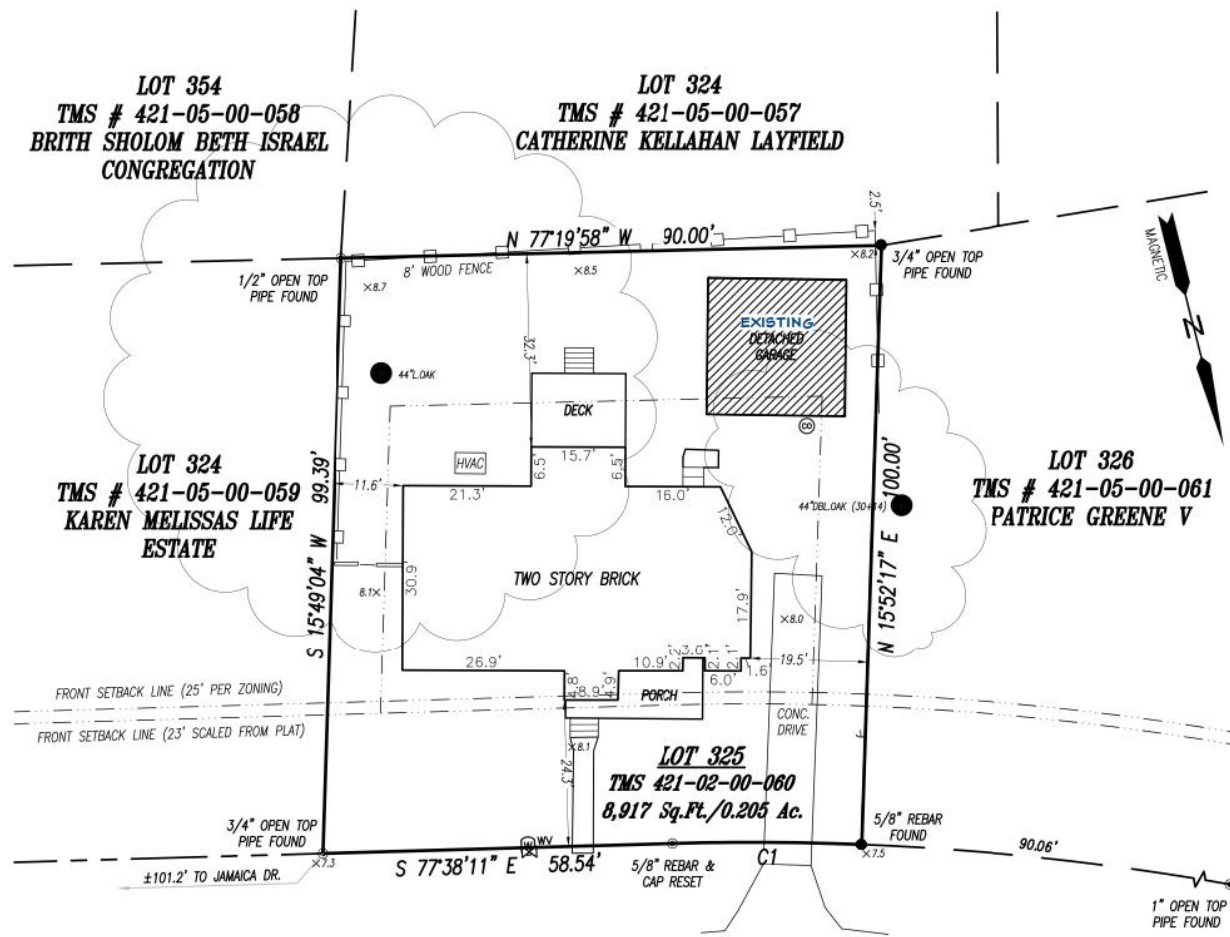 LOT 354
TMS # 421-05-00-058
BRITH SHOLOM BETH ISRAEL
CONGREGATION
LOT 324
TMS # 421-05-00-057
CATHERINE KELLAHAN LAYFIELD
2.5'
N 77°19'58" W 90.00'
MAGNETIC
N
1/2" OPEN TOP
PIPE FOUND
8' WOOD FENCE
×8.5
×8.2
3/4" OPEN TOP
PIPE FOUND
×8.7
32.3'
EXISTING
DETACHED
GARAGE
44"L.OAK
DECK
CO
HVAC
6.5'
15.7'
6.5'
LOT 324
TMS # 421-05-00-059
KAREN MELISSAS LIFE
ESTATE
S 15°49'04" W 99.39'
11.6'
21.3'
16.0'
12.0'
44"DBL.OAK (30+14)
N 15°52'17" E 100.00'
LOT 326
TMS # 421-05-00-061
PATRICE GREENE V
TWO STORY BRICK
8.1×
30.9'
17.9'
×8.0
26.9'
4.8'
8.9'
4.9'
10.9'
2.2'
3.6'
2.1'
6.0'
2.1'
1.6'
19.5'
FRONT SETBACK LINE (25' PER ZONING)
FRONT SETBACK LINE (23' SCALED FROM PLAT)
PORCH
CONC.
DRIVE
×8.1
24.3'
LOT 325
TMS 421-02-00-060
8,917 Sq.Ft./0.205 Ac.
3/4" OPEN TOP
PIPE FOUND
×7.3
W
WV
S 77°38'11" E 58.54'
5/8" REBAR &
CAP RESET
C1
5/8" REBAR
FOUND
×7.5
90.06'
±101.2' TO JAMAICA DR.
1" OPEN TOP
PIPE FOUND